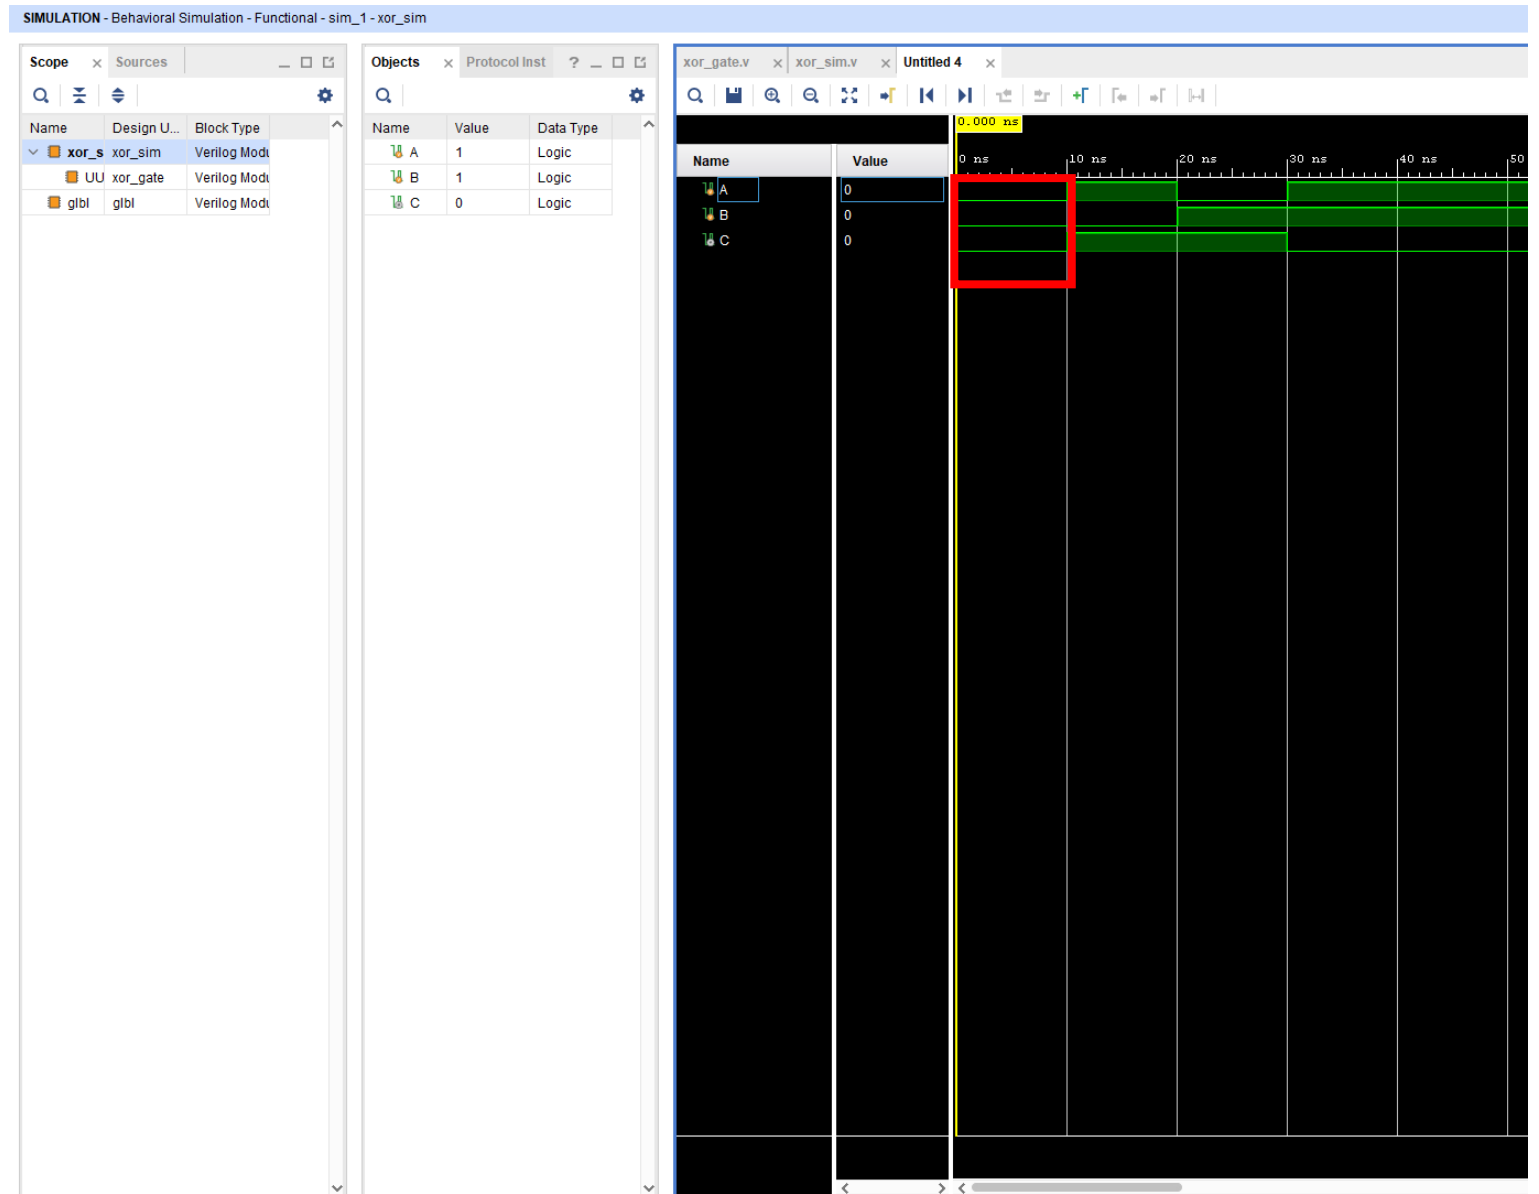 SIMULATION - Behavioral Simulation - Functional - sim_1 - xor_sim
Scope Sources
Name Design U... Block Type
xor_s xor_sim Verilog Modu
UU xor_gate Verilog Modu
glbl glbl Verilog Modu
Objects Protocol Inst ?
Name Value Data Type
A 1 Logic
B 1 Logic
C 0 Logic
xor_gate.v xor_sim.v Untitled 4
0.000 ns
Name Value
0 ns 10 ns 20 ns 30 ns 40 ns 50
A 0
B 0
C 0